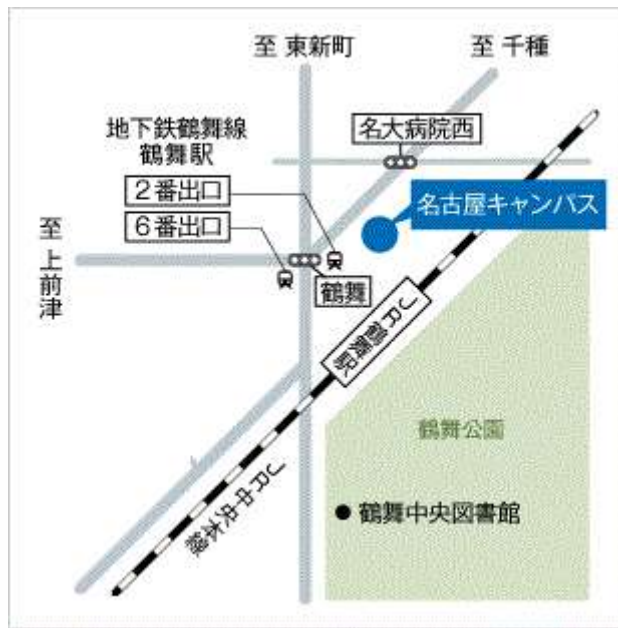 至 東新町
至 千種
地下鉄鶴舞線
鶴舞駅
名大病院西
2番出口
6番出口
名古屋キャンパス
至上前津
鶴舞
JR鶴舞駅
鶴舞公園
JR中央本線
鶴舞中央図書館